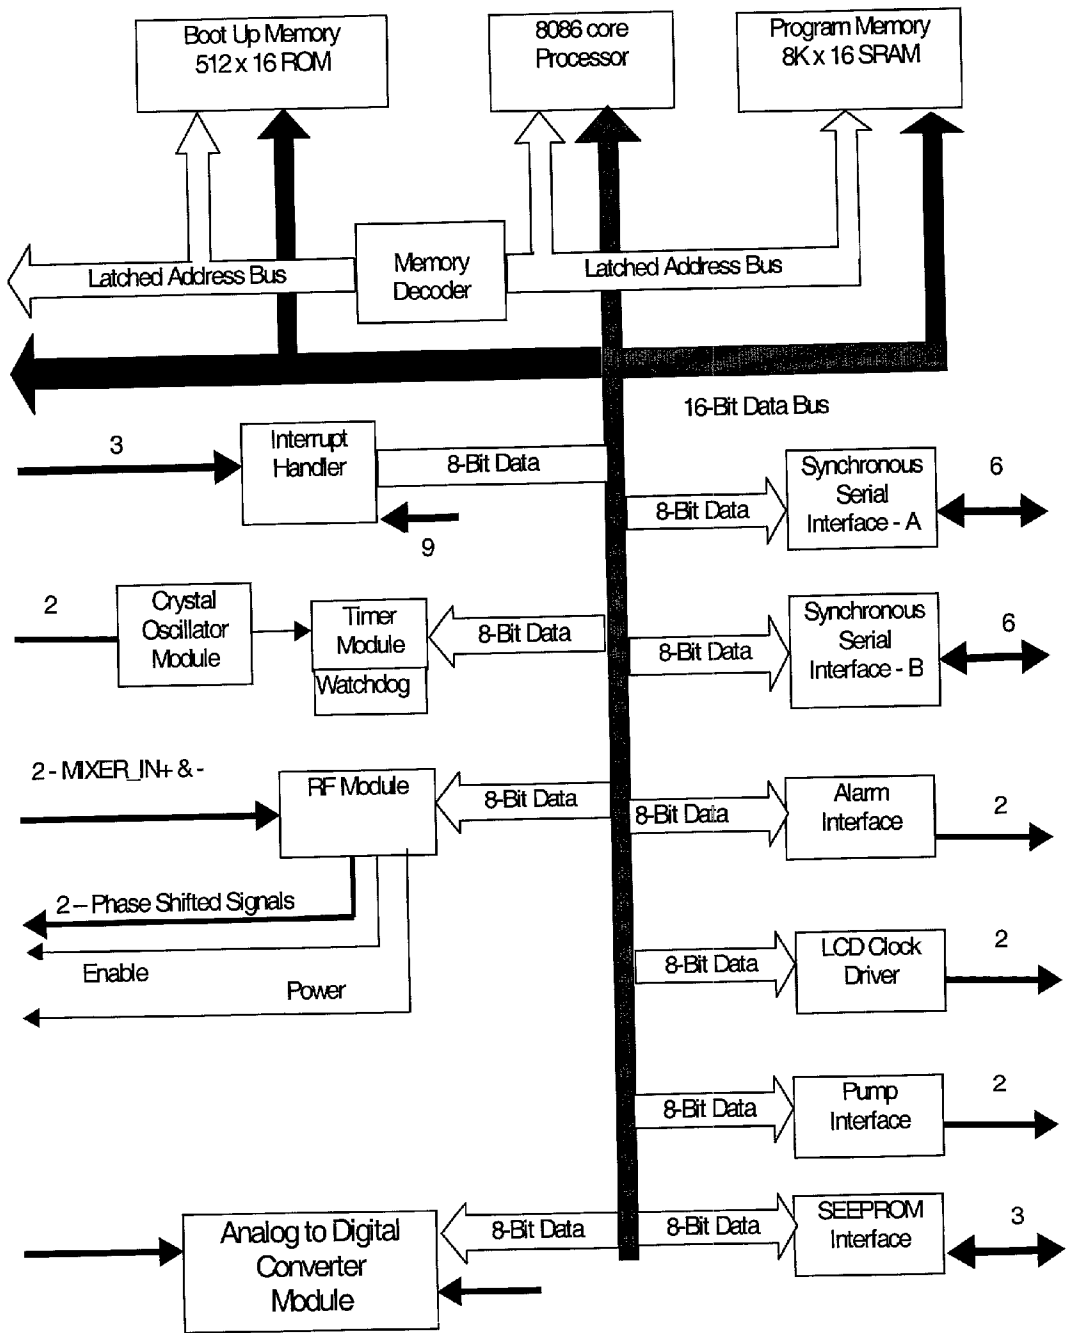 Boot Up Memory
512 x 16 ROM
8086 core
Processor
Program Memory
8K x 16 SRAM
Latched Address Bus
Memory
Decoder
Latched Address Bus
16-Bit Data Bus
3
Interrupt
Handler
8-Bit Data
9
8-Bit Data
Synchronous
Serial
Interface - A
6
2
Crystal
Oscillator
Module
Timer
Module
Watchdog
8-Bit Data
8-Bit Data
Synchronous
Serial
Interface - B
6
2 - MIXER_IN+ & -
RF Module
8-Bit Data
8-Bit Data
Alarm
Interface
2
2 – Phase Shifted Signals
Enable
Power
8-Bit Data
LCD Clock
Driver
2
8-Bit Data
Pump
Interface
2
Analog to Digital
Converter
Module
8-Bit Data
8-Bit Data
SEEPROM
Interface
3